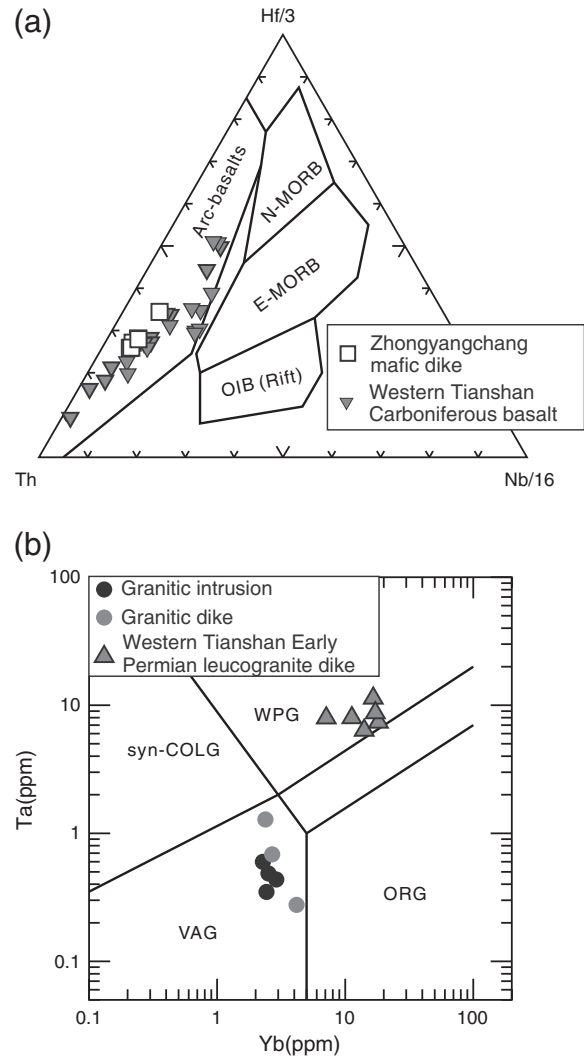 (a)
Hf/3
Arc-basalts
N-MORB
E-MORB
OIB (Rift)
Zhongyangchang
mafic dike
Western Tianshan
Carboniferous basalt
Th
Nb/16
(b)
100
10
1
0.1
Ta(ppm)
Granitic intrusion
Granitic dike
Western Tianshan Early
Permian leucogranite dike
WPG
syn-COLG
ORG
VAG
0.1
1
10
100
Yb(ppm)